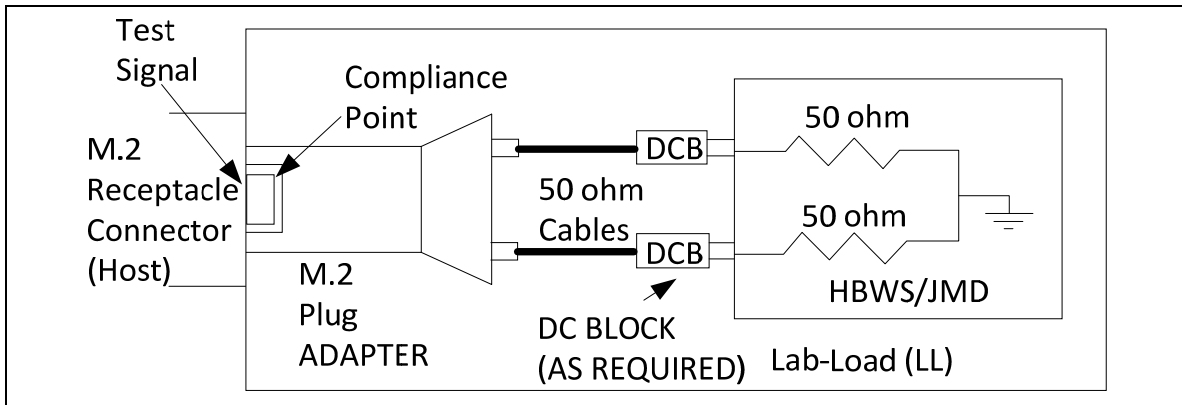 Test
Signal
Compliance
Point
M.2
Receptacle
Connector
(Host)
M.2
Plug
ADAPTER
50 ohm
Cables
DCB
DCB
DC BLOCK
(AS REQUIRED)
50 ohm
50 ohm
HBWS/JMD
Lab-Load (LL)